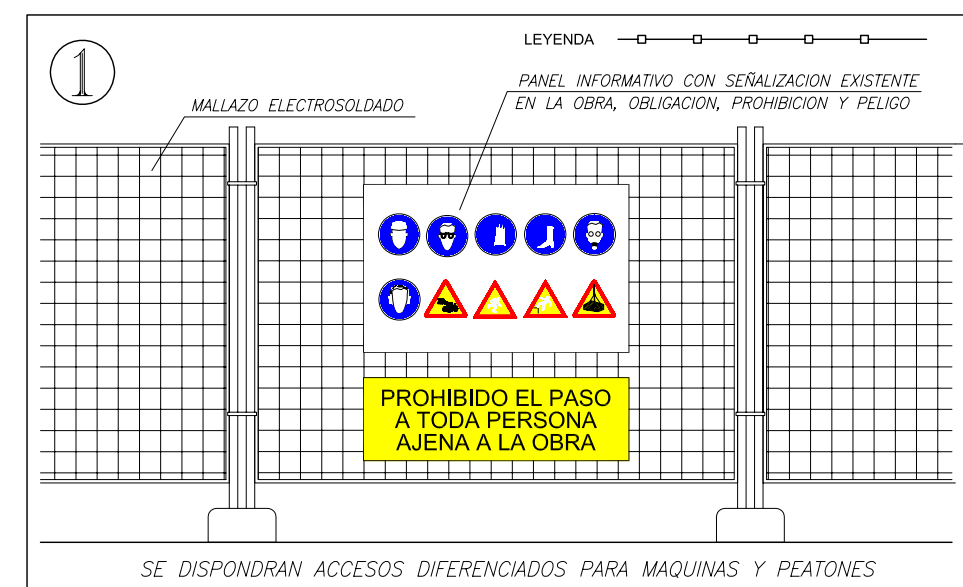 1
LEYENDA
PANEL INFORMATIVO CON SEÑALIZACION EXISTENTE
EN LA OBRA, OBLIGACION, PROHIBICION Y PELIGO
MALLAZO ELECTROSOLDADO
PROHIBIDO EL PASO
A TODA PERSONA
AJENA A LA OBRA
SE DISPONDRAN ACCESOS DIFERENCIADOS PARA MAQUINAS Y PEATONES